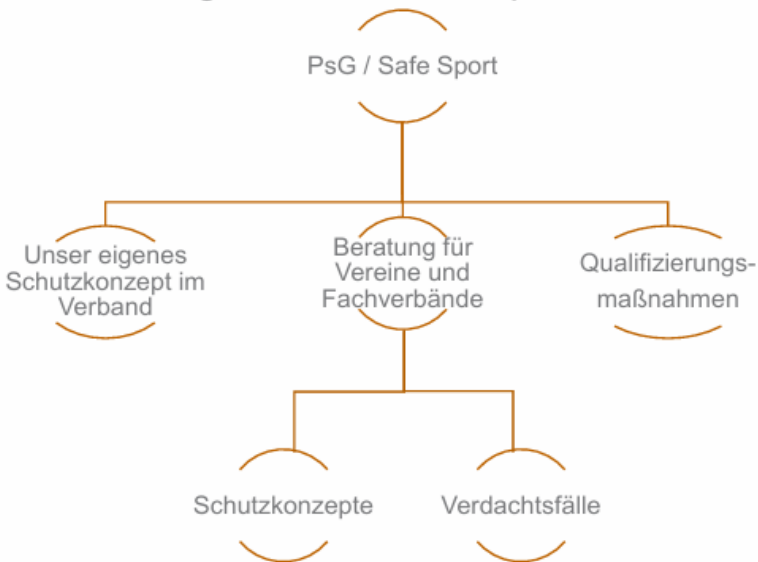 PsG / Safe Sport
Unser eigenes
Schutzkonzept im
Verband
Beratung für
Vereine und
Fachverbände
Qualifizierungs-
maßnahmen
Schutzkonzepte
Verdachtsfälle